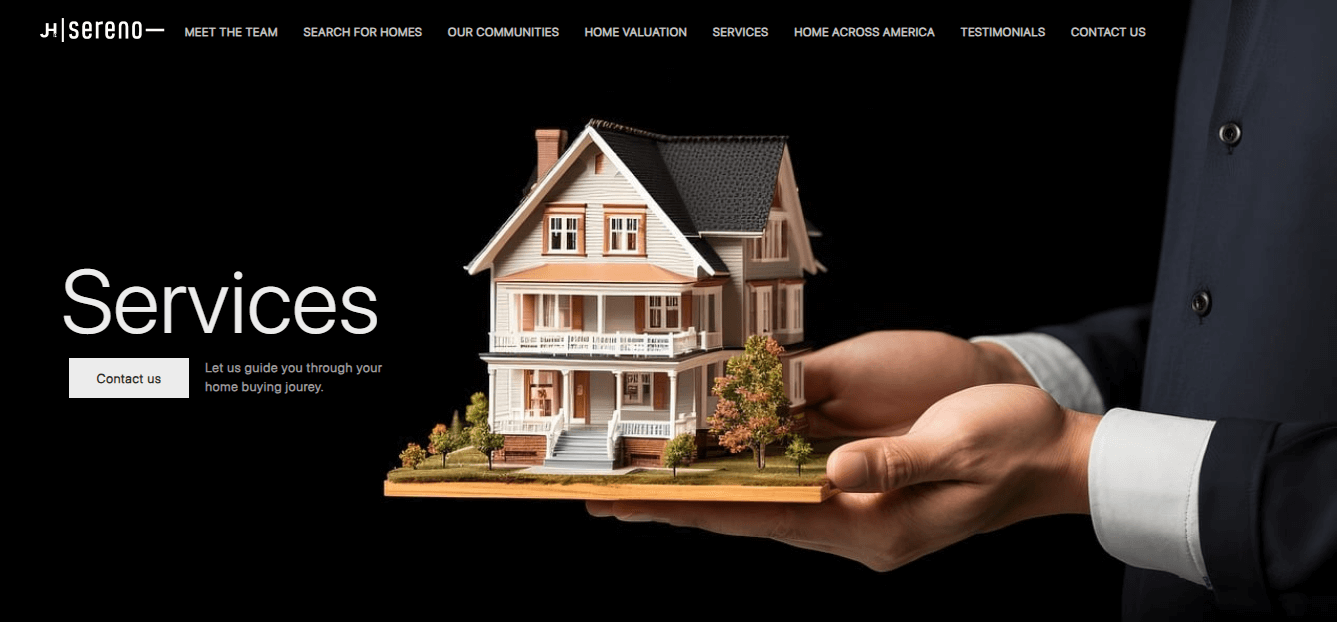 JH sereno
MEET THE TEAM SEARCH FOR HOMES OUR COMMUNITIES HOME VALUATION SERVICES HOME ACROSS AMERICA TESTIMONIALS CONTACT US
Services
Contact us
Let us guide you through your
home buying jourey.